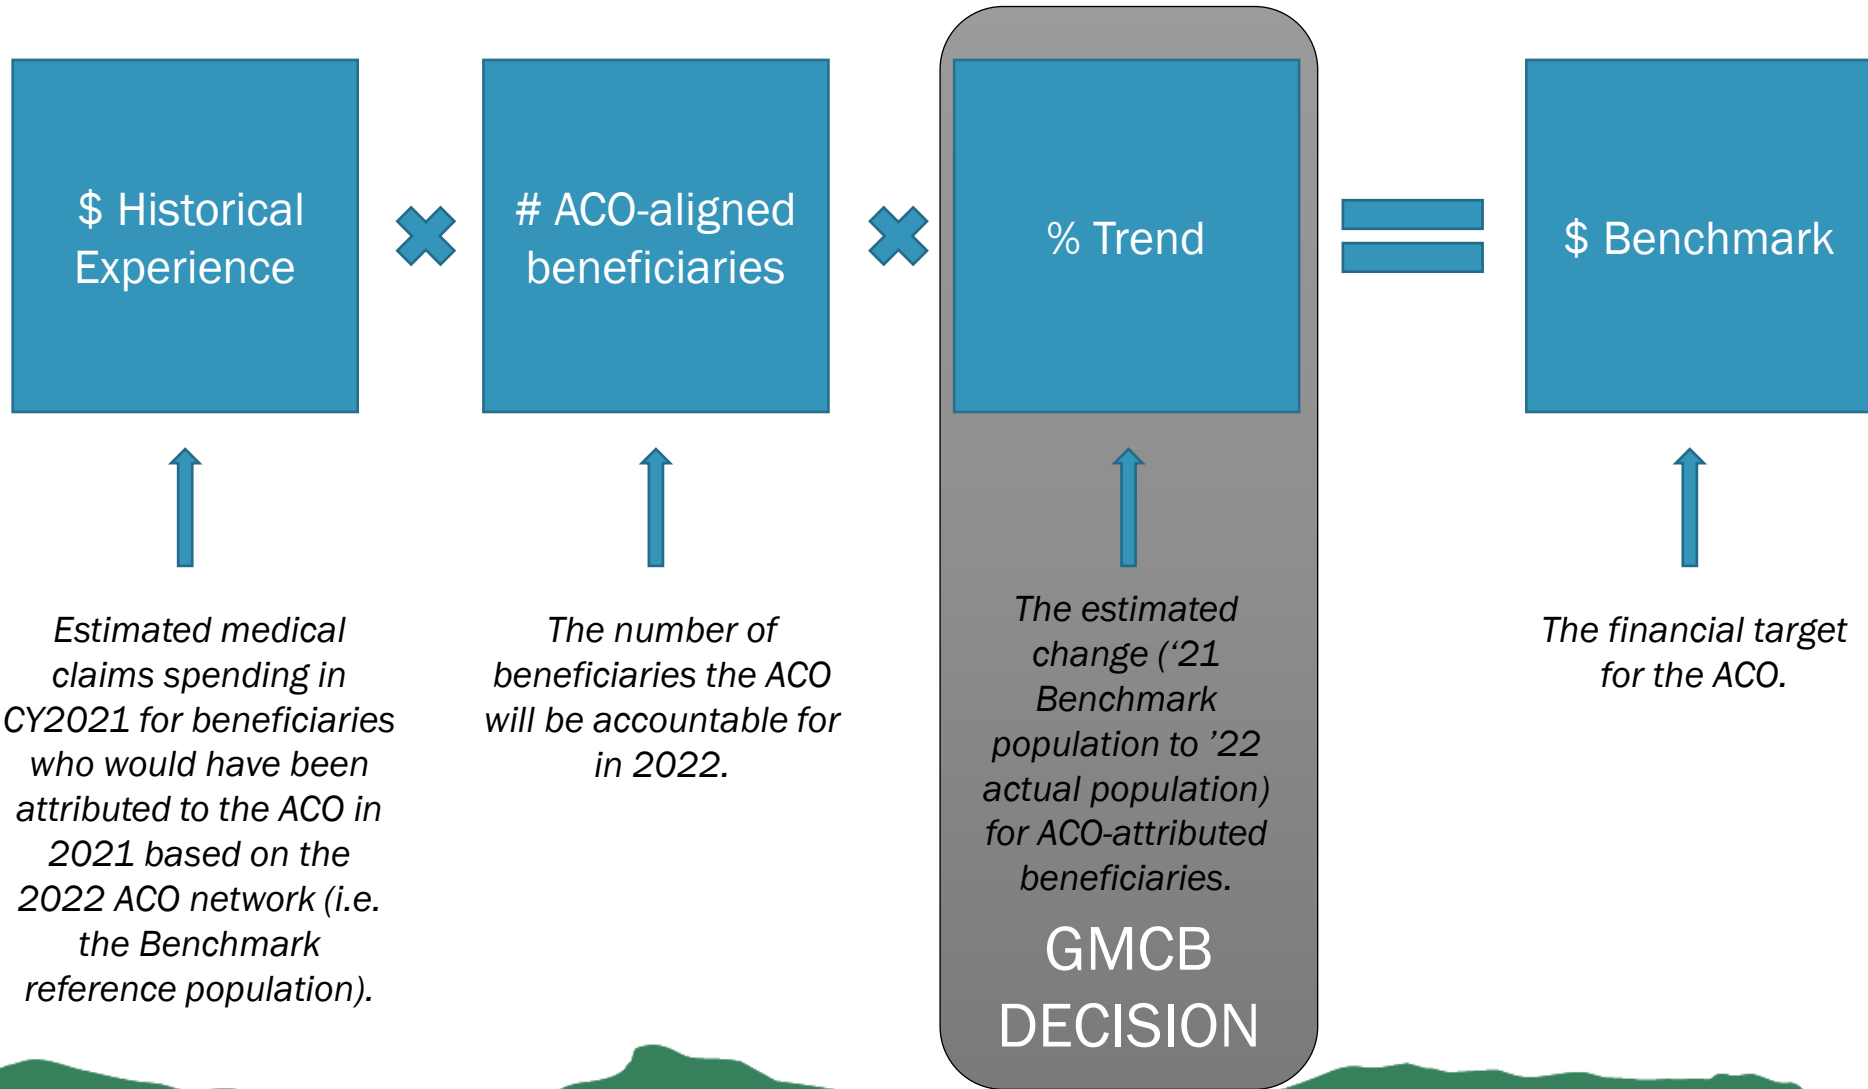 $ Historical
Experience
# ACO-aligned
beneficiaries
% Trend
$ Benchmark
Estimated medical
claims spending in
CY2021 for beneficiaries
who would have been
attributed to the ACO in
2021 based on the
2022 ACO network (i.e.
the Benchmark
reference population).
The number of
beneficiaries the ACO
will be accountable for
in 2022.
The estimated
change (‘21
Benchmark
population to ’22
actual population)
for ACO-attributed
beneficiaries.
GMCB
DECISION
The financial target
for the ACO.